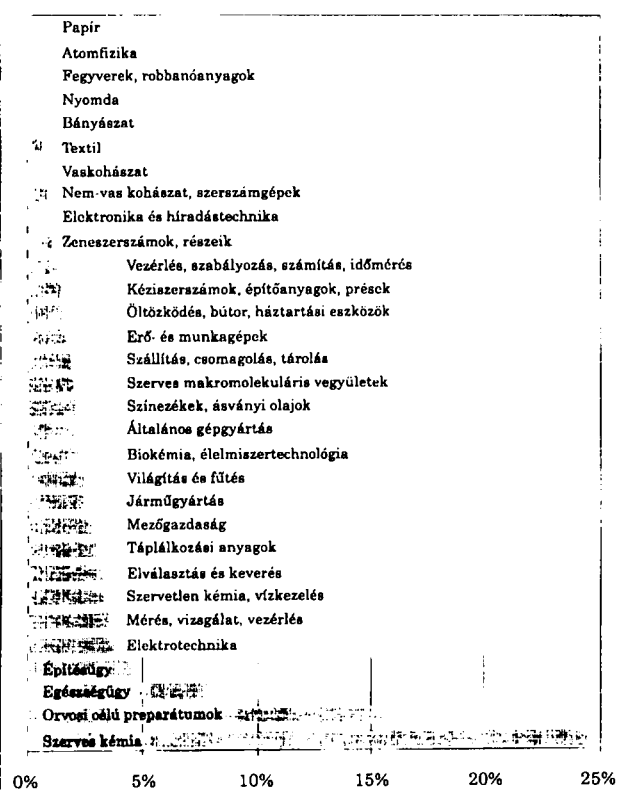 Papír
Atomfizika
Fegyverek, robbanóanyagok
Nyomda
Bányászat
Textil
Vaskohászat
Nem-vas kohászat, szerszámgépek
Elektronika és híradástechnika
Zeneszerszámok, részeik
Vezérlés, szabályozás, számítás, időmérés
Kéziszerszámok, építőanyagok, prések
Öltözködés, bútor, háztartási eszközök
Erő- és munkagépek
Szállítás, csomagolás, tárolás
Szerves makromolekuláris vegyületek
Színezékek, ásványi olajok
Általános gépgyártás
Biokémia, élelmiszertechnológia
Világítás és fűtés
Járműgyártás
Mezőgazdaság
Táplálkozási anyagok
Elválasztás és keverés
Szervetlen kémia, vízkezelés
Mérés, vizsgálat, vezérlés
Elektrotechnika
Építésügy
Egészségügy
Orvosi célú preparátumok
Szerves kémia
0% 5% 10% 15% 20% 25%